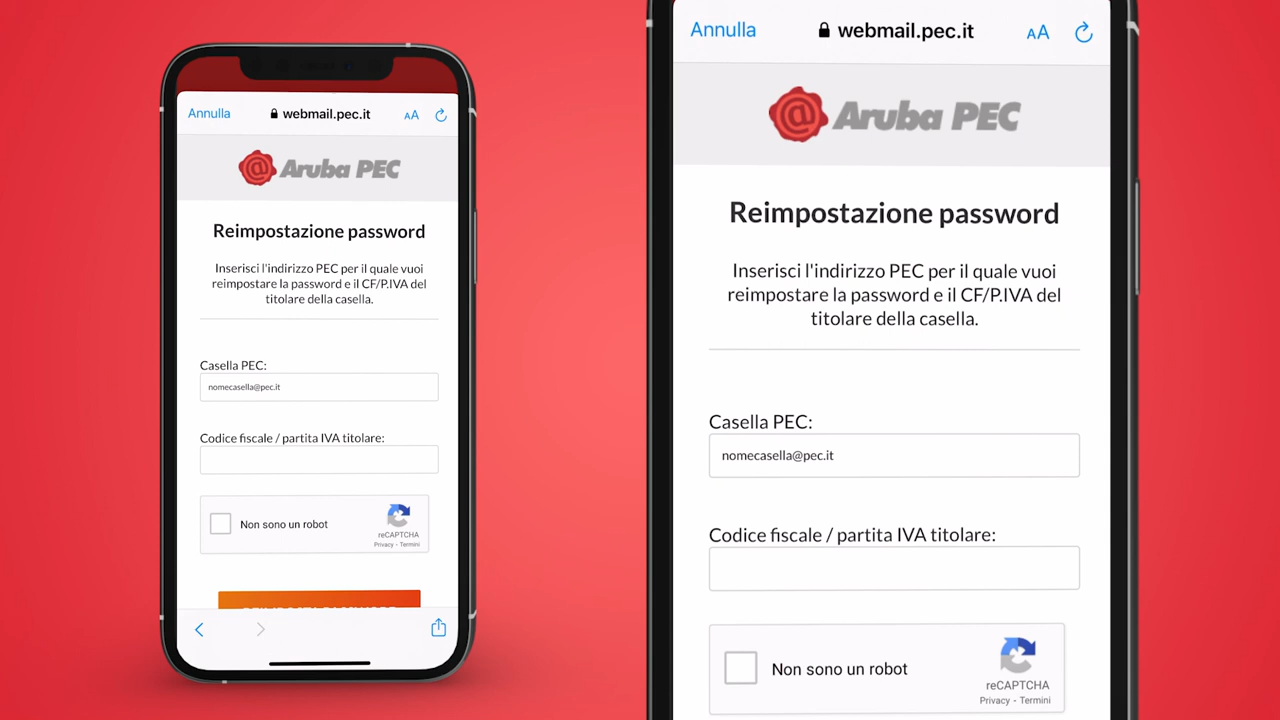 Annulla
webmail.pec.it
AA
@ Aruba PEC
Reimpostazione password
Inserisci l'indirizzo PEC per il quale vuoi
reimpostare la password e il CF/P.IVA del
titolare della casella.
Casella PEC:
nomecasella@pec.it
Codice fiscale / partita IVA titolare:
Non sono un robot
reCAPTCHA
Privacy - Termini
Annulla
webmail.pec.it
AA
@ Aruba PEC
Reimpostazione password
Inserisci l'indirizzo PEC per il quale vuoi
reimpostare la password e il CF/P.IVA del
titolare della casella.
Casella PEC:
nomecasella@pec.it
Codice fiscale / partita IVA titolare:
Non sono un robot
reCAPTCHA
Privacy - Termini